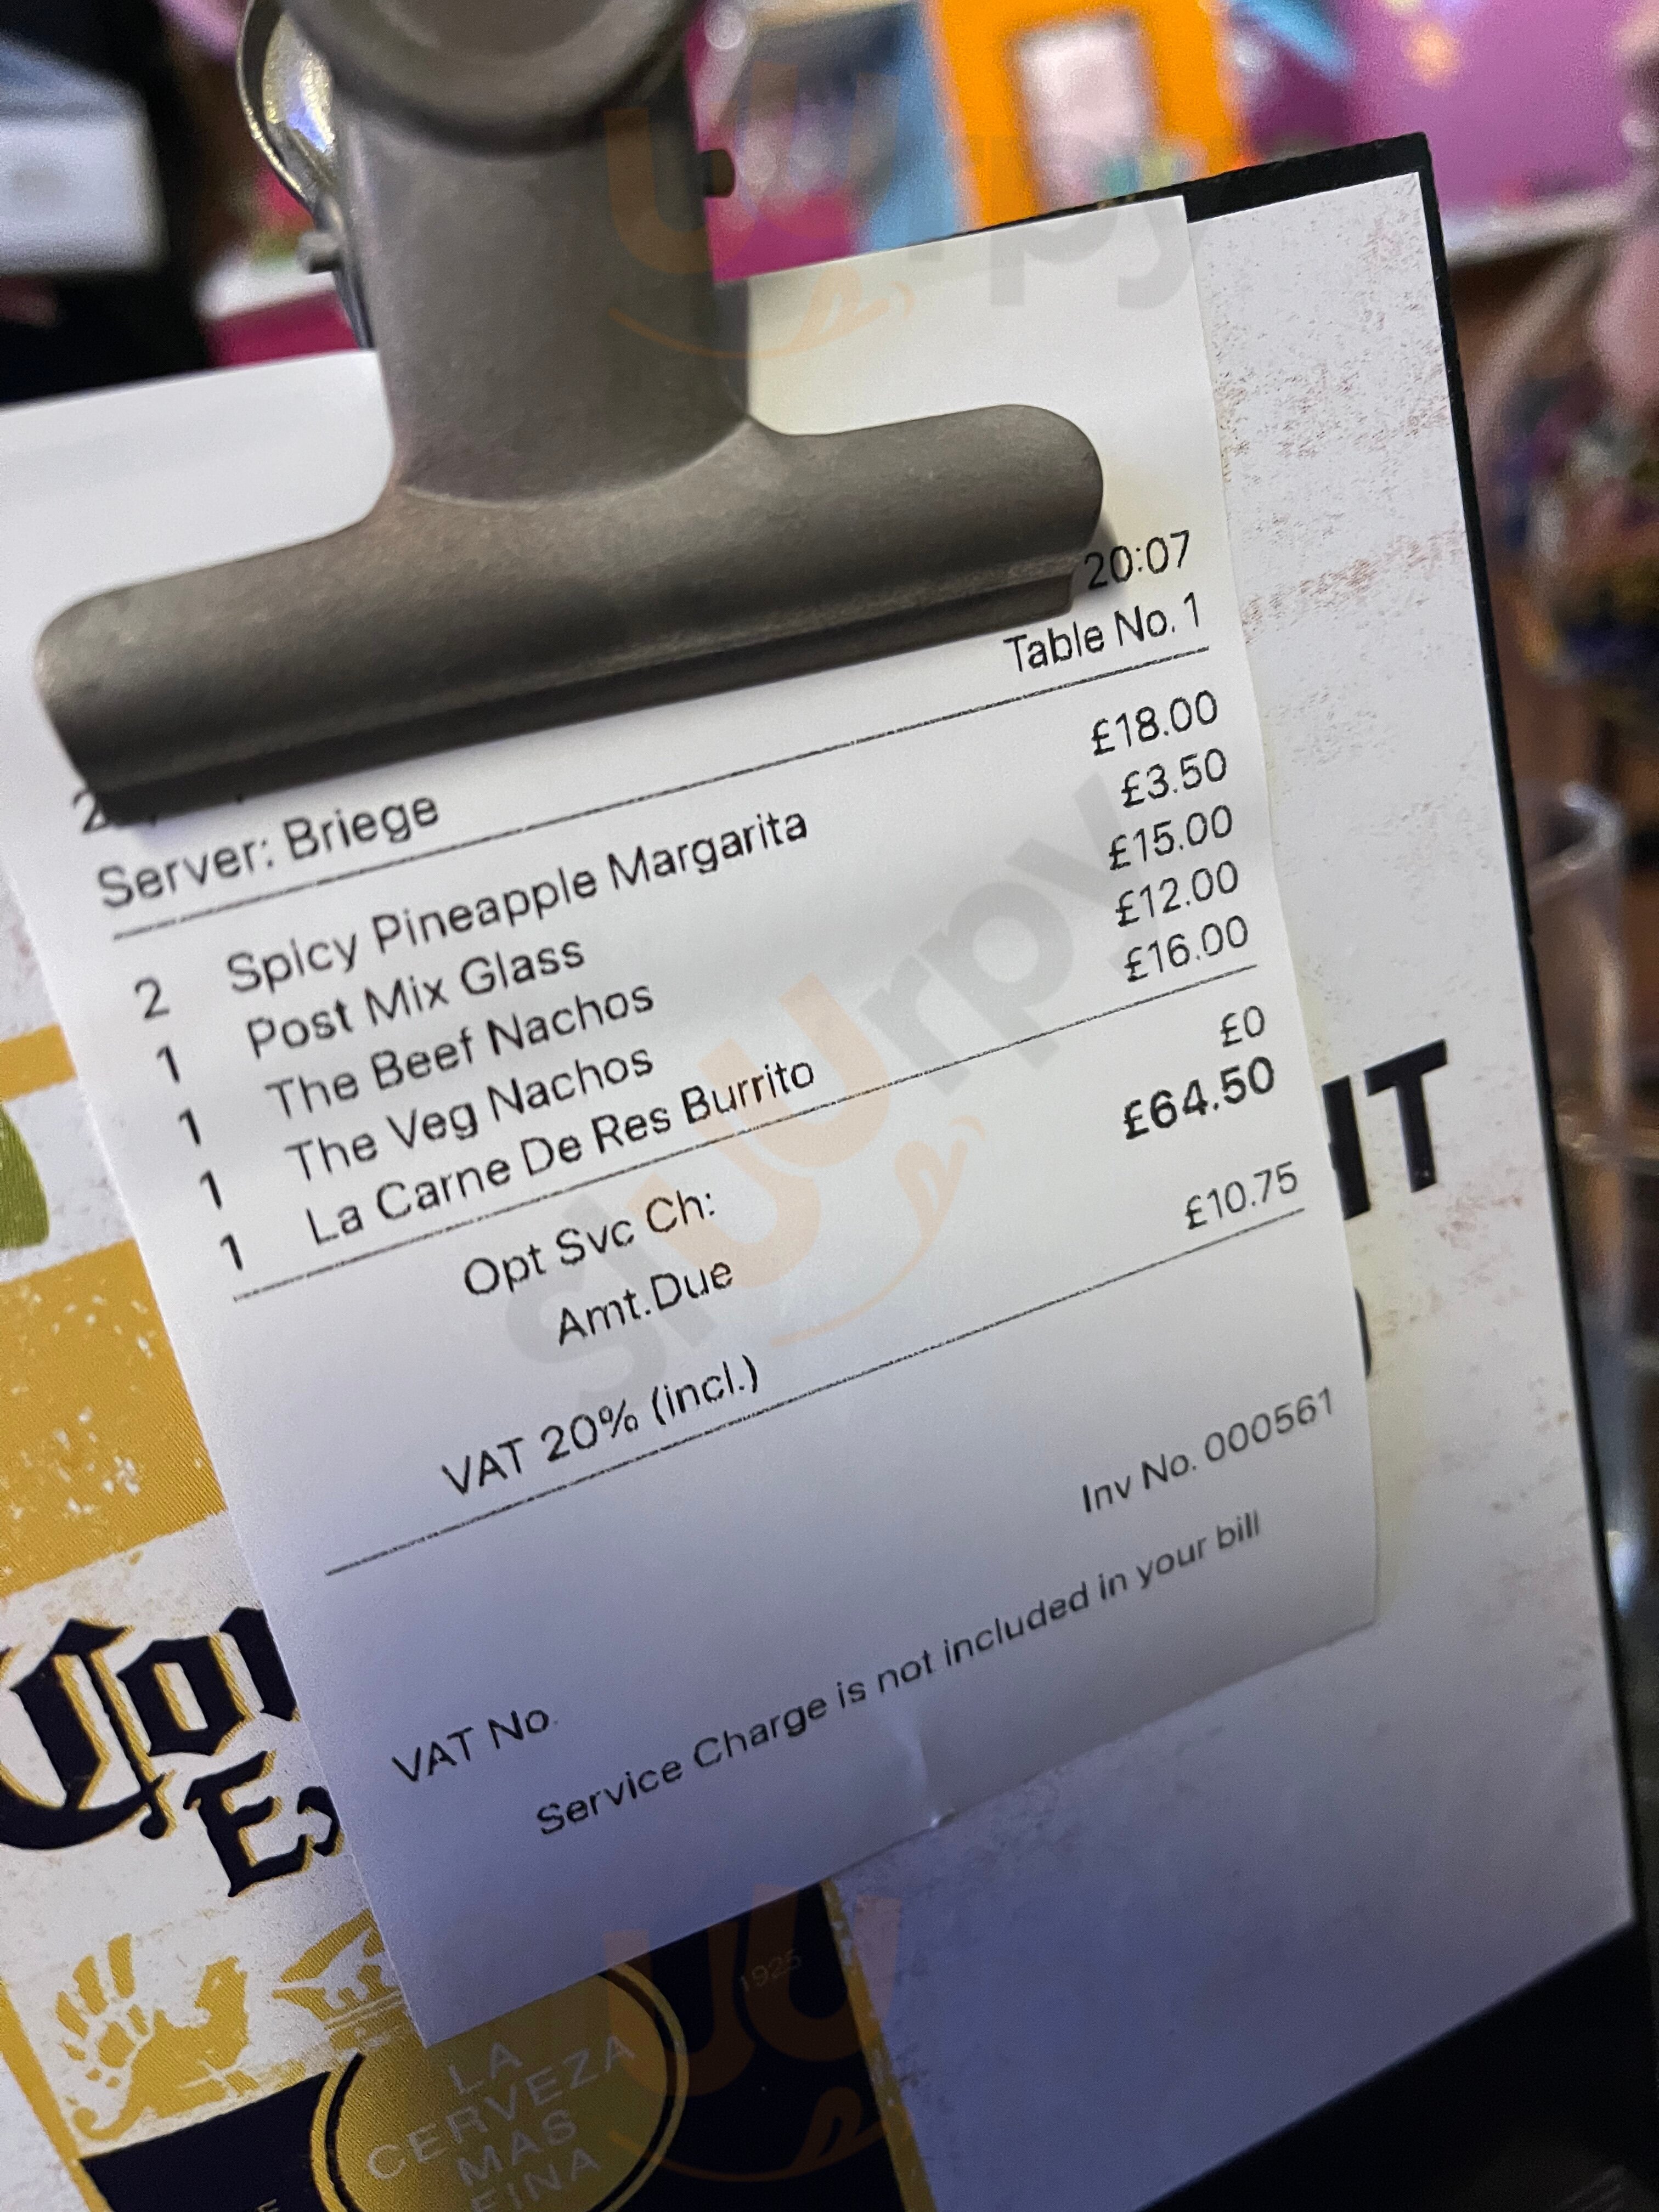 20:07
Table No. 1
Server: Briege
2 Spicy Pineapple Margarita £18.00
1 Post Mix Glass £3.50
1 The Beef Nachos £15.00
1 The Veg Nachos £12.00
1 La Carne De Res Burrito £16.00
Opt Svc Ch: £0
Amt.Due £64.50
VAT 20% (incl.) £10.75
Inv No. 000561
VAT No.
Service Charge is not included in your bill
slurpy
1925
LA
CERVEZA
MAS
FINA